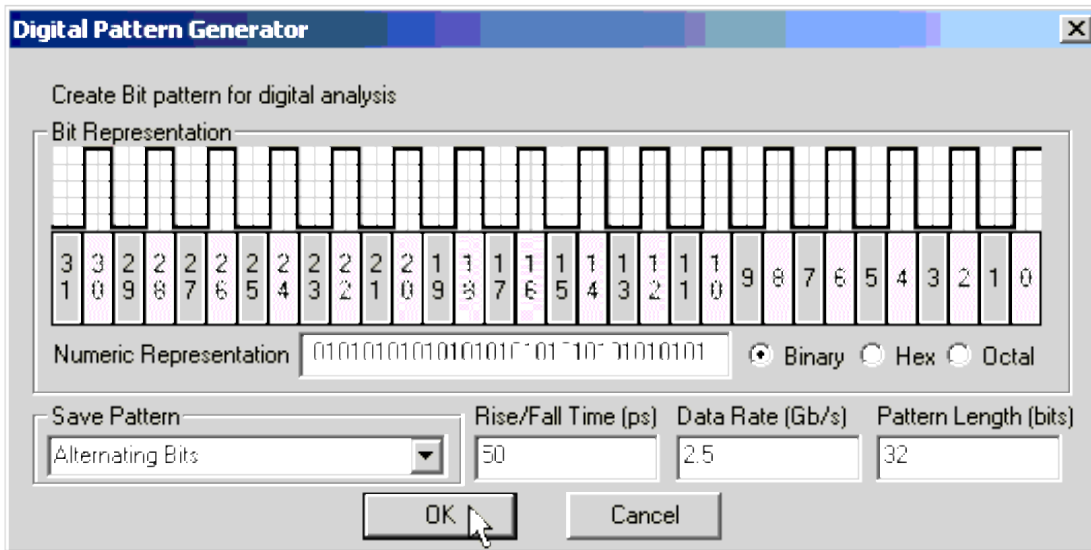 Digital Pattern Generator
Create Bit pattern for digital analysis
Bit Representation
31 30 29 28 27 26 25 24 23 22 21 20 19 18 17 16 15 14 13 12 11 10 9 8 7 6 5 4 3 2 1 0
Numeric Representation 01010101010101010101010101010101 Binary Hex Octal
Save Pattern Rise/Fall Time (ps) Data Rate (Gb/s) Pattern Length (bits)
Alternating Bits 50 2.5 32
OK Cancel